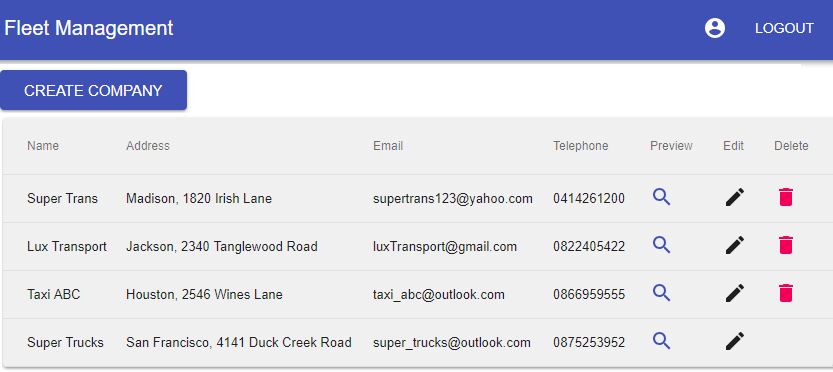 Fleet Management LOGOUT
CREATE COMPANY
Name Address Email Telephone Preview Edit Delete
Super Trans Madison, 1820 Irish Lane supertrans123@yahoo.com 0414261200
Lux Transport Jackson, 2340 Tanglewood Road luxTransport@gmail.com 0822405422
Taxi ABC Houston, 2546 Wines Lane taxi_abc@outlook.com 0866959555
Super Trucks San Francisco, 4141 Duck Creek Road super_trucks@outlook.com 0875253952